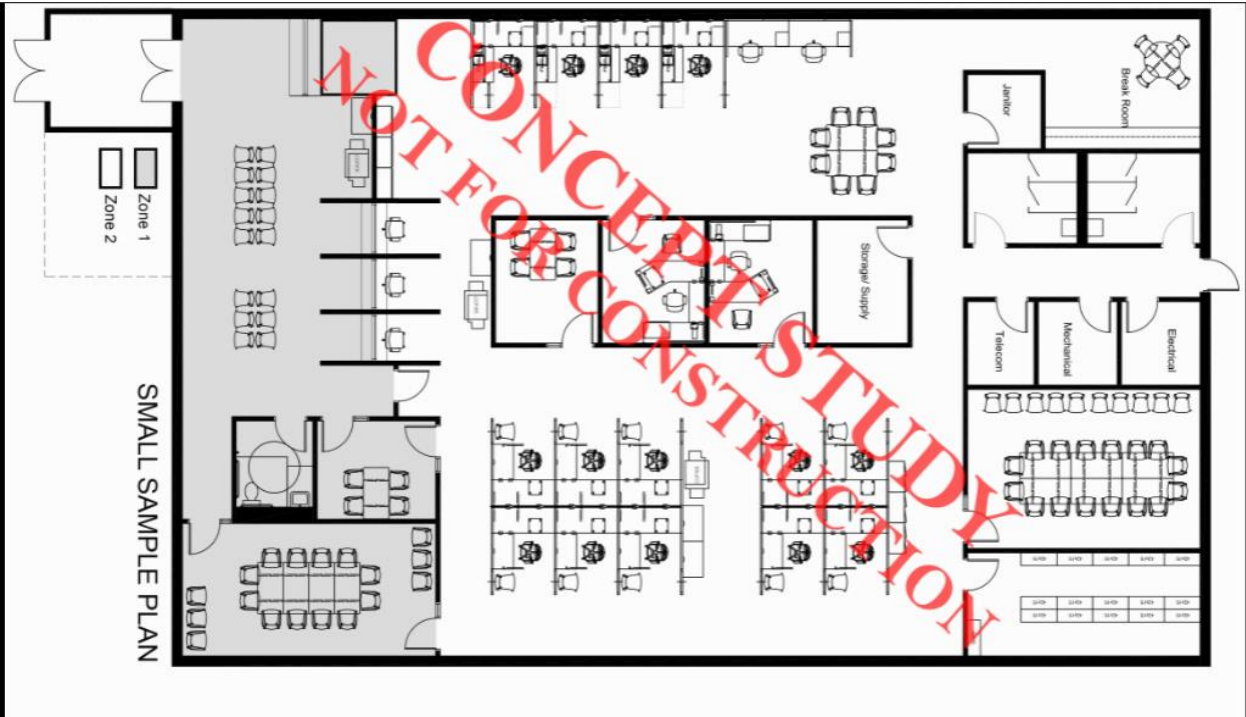 CONCEPT STUDY
NOT FOR CONSTRUCTION
Break Room
Janitor
Storage/ Supply
Electrical
Mechanical
Telecom
Zone 1
Zone 2
SMALL SAMPLE PLAN